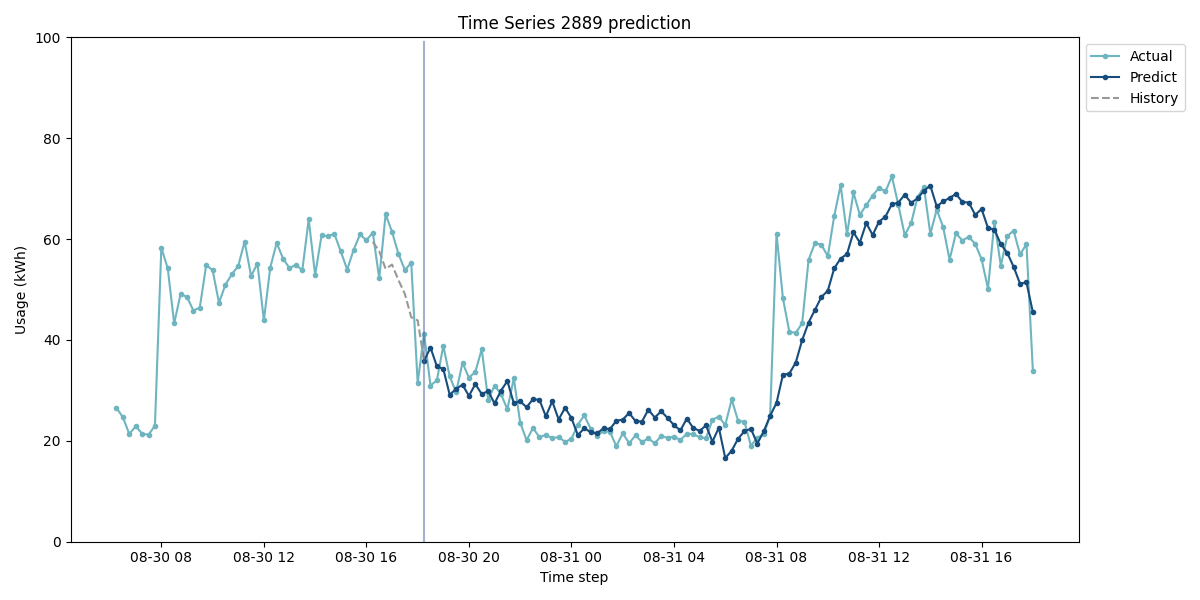 Time Series 2889 prediction
100
80
60
40
20
0
Usage (kWh)
08-30 08
08-30 12
08-30 16
08-30 20
08-31 00
08-31 04
08-31 08
08-31 12
08-31 16
Time step
Actual
Predict
History